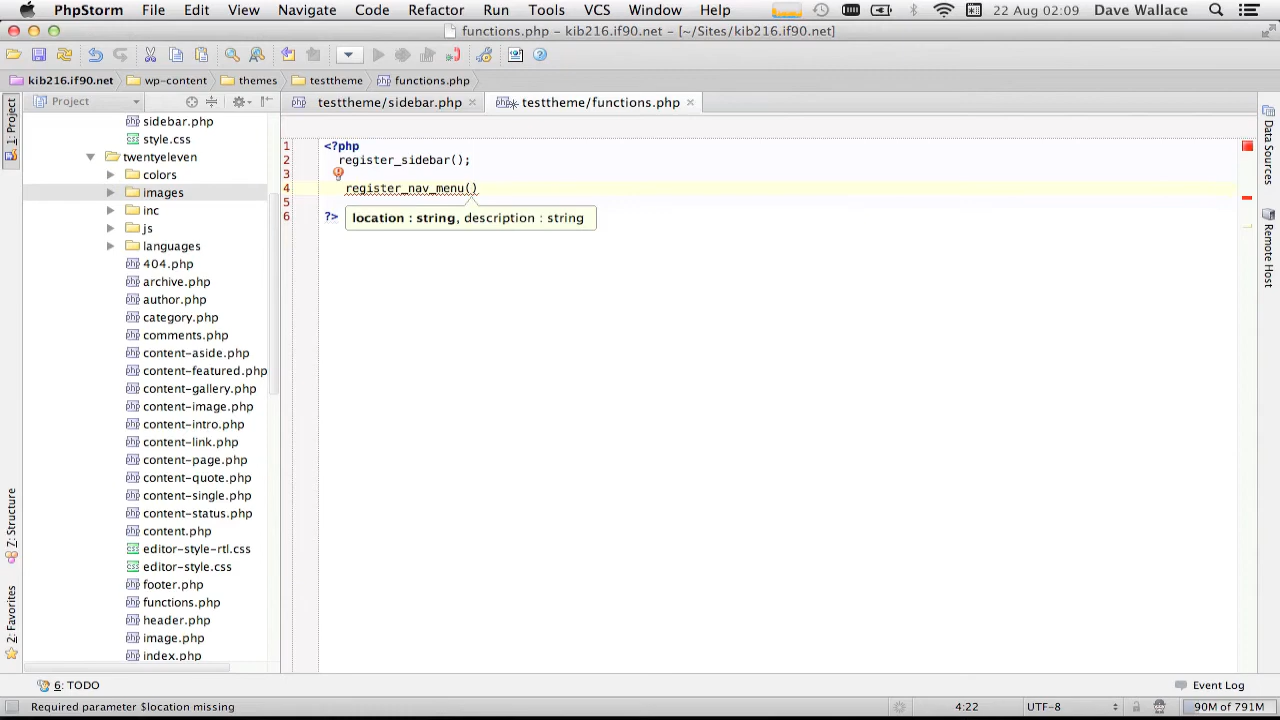 PhpStorm File Edit View Navigate Code Refactor Run Tools VCS Window Help 22 Aug 02:09 Dave Wallace
functions.php – kib216.if90.net – [~/Sites/kib216.if90.net]
kib216.if90.net wp-content themes testtheme functions.php
Project
testtheme/sidebar.php
testtheme/functions.php
1: Project
Z: Structure
2: Favorites
sidebar.php
style.css
twentyeleven
colors
images
inc
js
languages
404.php
archive.php
author.php
category.php
comments.php
content-aside.php
content-featured.php
content-gallery.php
content-image.php
content-intro.php
content-link.php
content-page.php
content-quote.php
content-single.php
content-status.php
content.php
editor-style-rtl.css
editor-style.css
footer.php
functions.php
header.php
image.php
index.php
1 <?php
2 register_sidebar();
3
4 register_nav_menu()
5
6 ?>
location : string, description : string
Data Sources
Remote Host
6: TODO
Event Log
Required parameter $location missing
4:22 UTF-8 90M of 791M